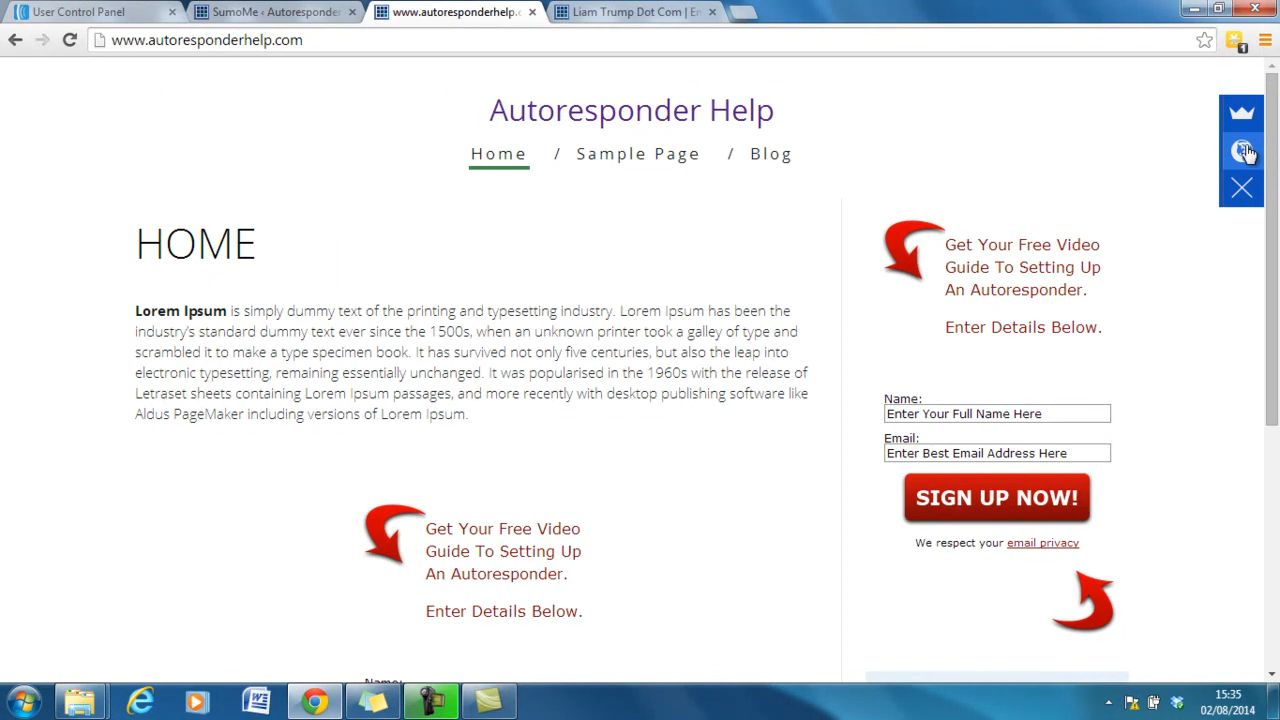 User Control Panel
SumoMe ‹ Autoresponder
www.autoresponderhelp.c
Liam Trump Dot Com | En
www.autoresponderhelp.com
1
Autoresponder Help
Home / Sample Page / Blog
HOME
Lorem Ipsum is simply dummy text of the printing and typesetting industry. Lorem Ipsum has been the
industry's standard dummy text ever since the 1500s, when an unknown printer took a galley of type and
scrambled it to make a type specimen book. It has survived not only five centuries, but also the leap into
electronic typesetting, remaining essentially unchanged. It was popularised in the 1960s with the release of
Letraset sheets containing Lorem Ipsum passages, and more recently with desktop publishing software like
Aldus PageMaker including versions of Lorem Ipsum.
Get Your Free Video
Guide To Setting Up
An Autoresponder.
Enter Details Below.
Name:
Get Your Free Video
Guide To Setting Up
An Autoresponder.
Enter Details Below.
Name:
Enter Your Full Name Here
Email:
Enter Best Email Address Here
SIGN UP NOW!
We respect your email privacy
15:35
02/08/2014